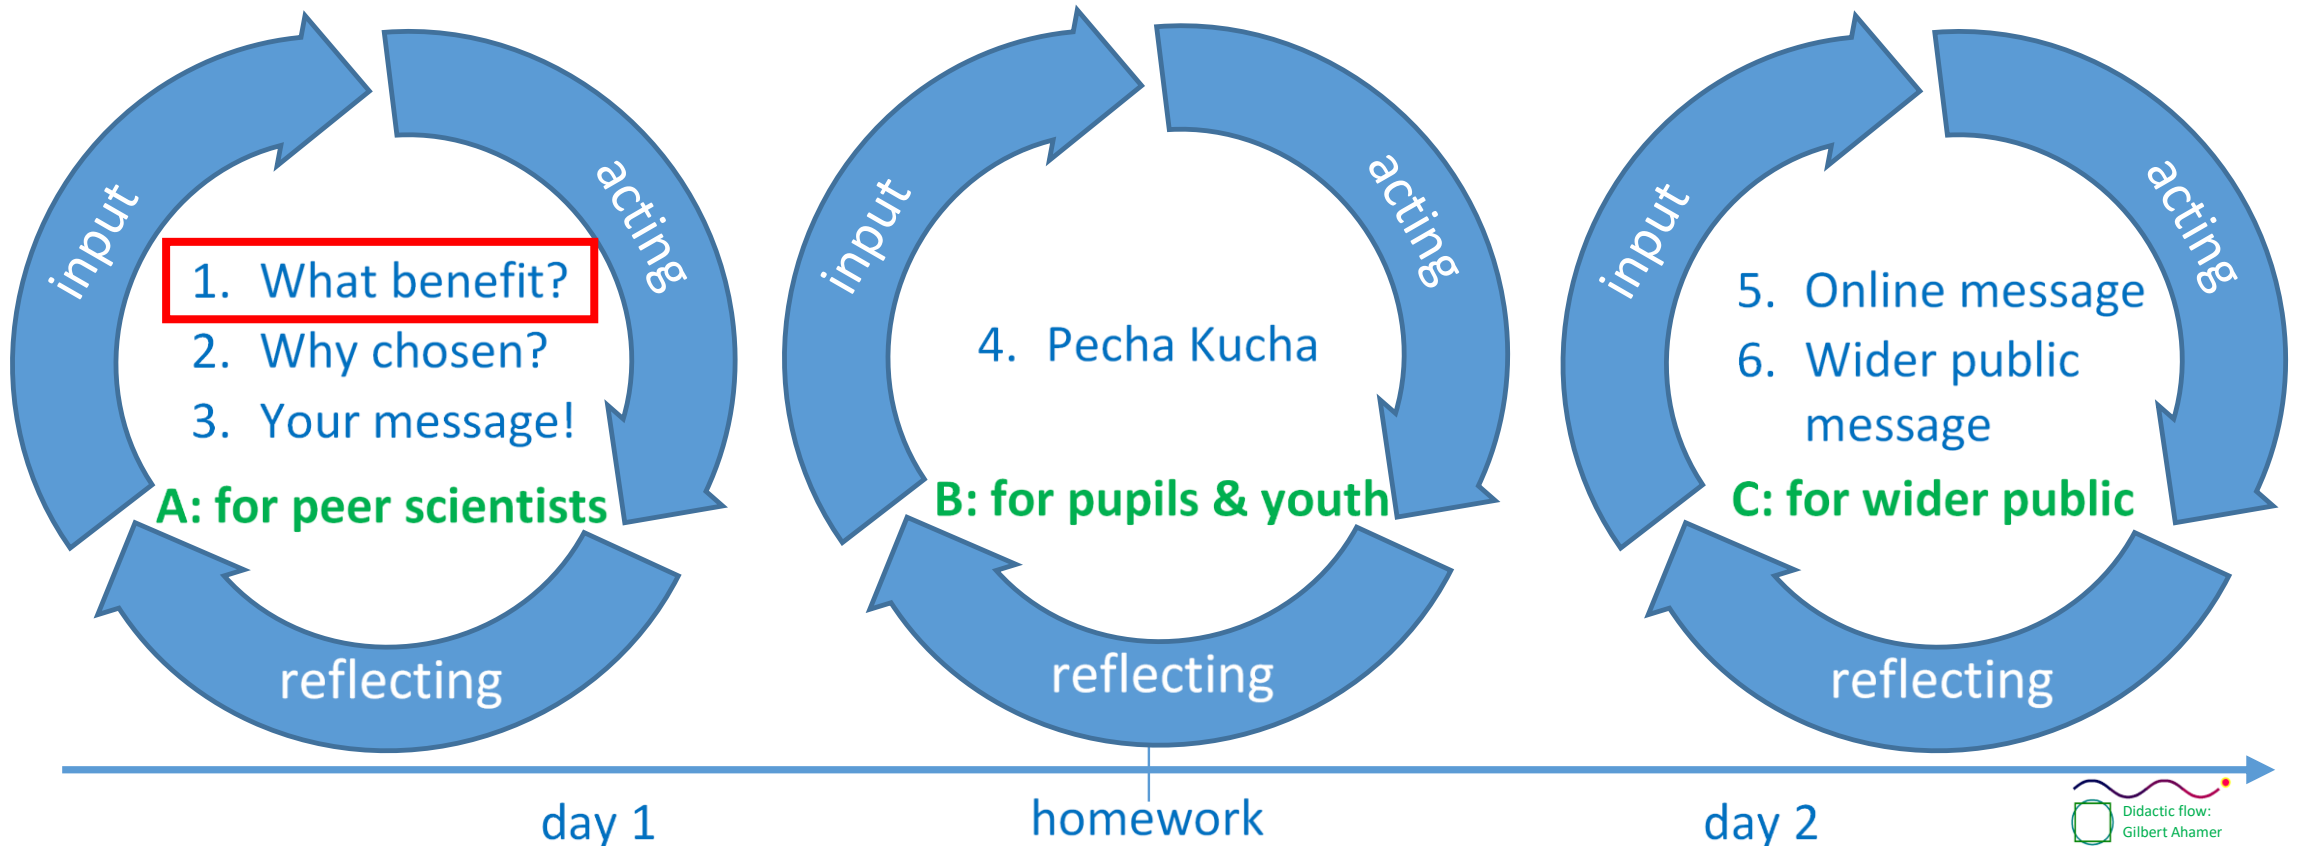 input
acting
1. What benefit?
2. Why chosen?
3. Your message!
A: for peer scientists
reflecting
input
acting
4. Pecha Kucha
B: for pupils & youth
reflecting
input
acting
5. Online message
6. Wider public
message
C: for wider public
reflecting
day 1
homework
day 2
Didactic flow:
Gilbert Ahamer